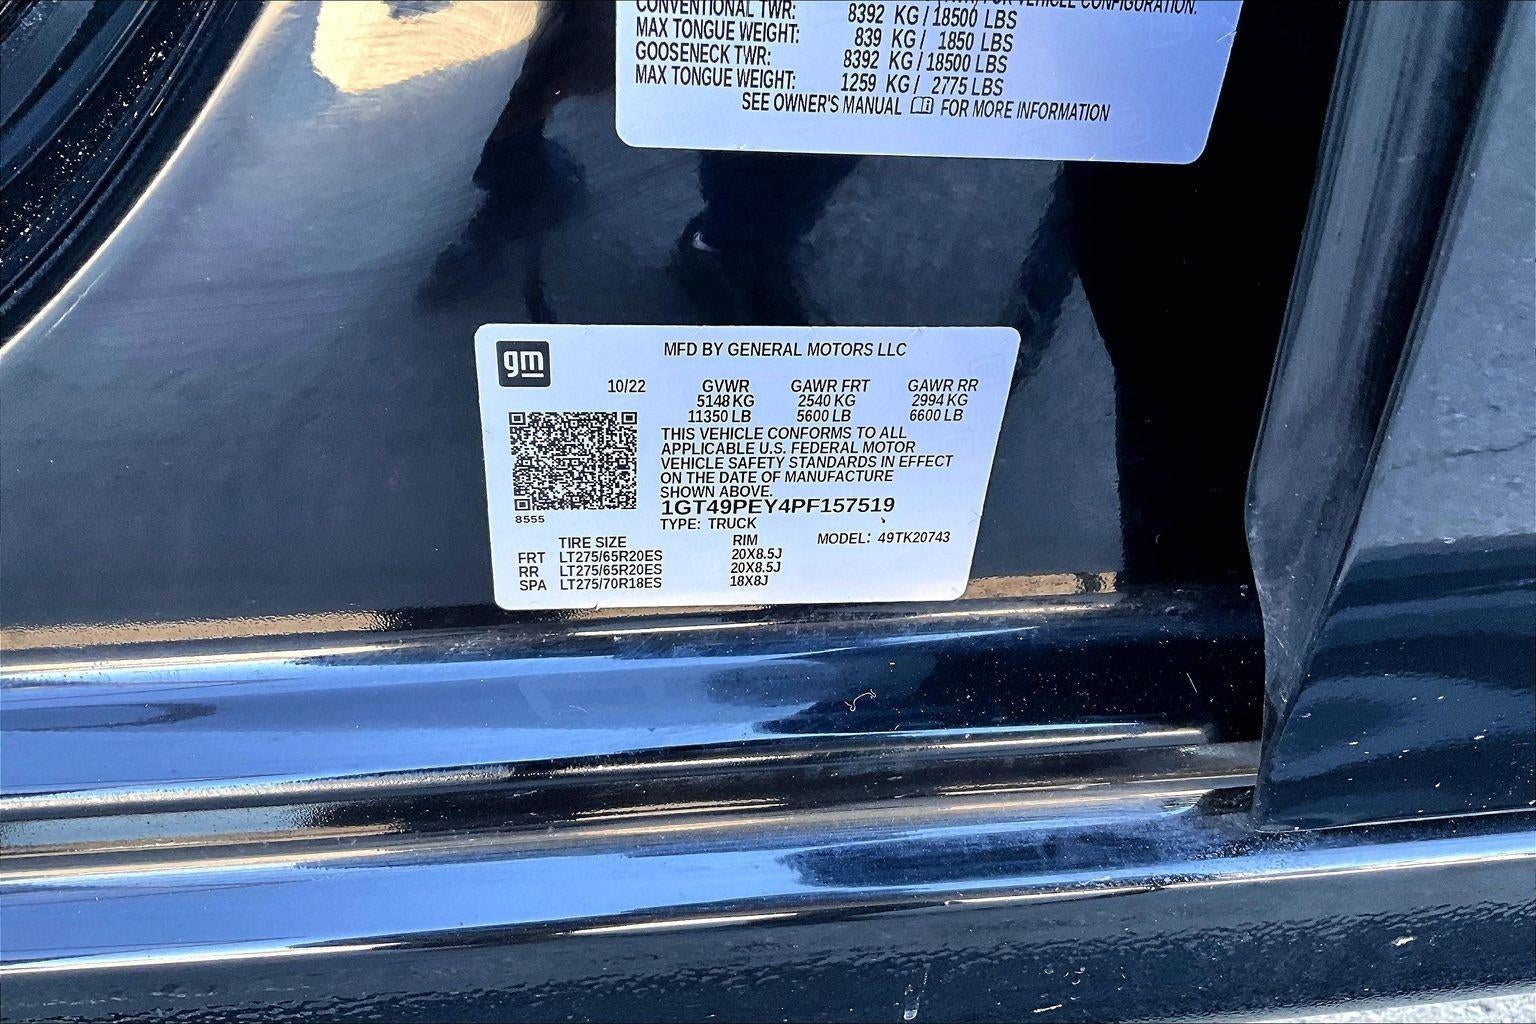 FOR VEHICLE CONFIGURATION.
CONVENTIONAL TWR: 8392 KG / 18500 LBS
MAX TONGUE WEIGHT: 839 KG / 1850 LBS
GOOSENECK TWR: 8392 KG / 18500 LBS
MAX TONGUE WEIGHT: 1259 KG / 2775 LBS
SEE OWNER'S MANUAL FOR MORE INFORMATION
gm
MFD BY GENERAL MOTORS LLC
10/22 GVWR GAWR FRT GAWR RR
5148 KG 2540 KG 2994 KG
11350 LB 5600 LB 6600 LB
THIS VEHICLE CONFORMS TO ALL
APPLICABLE U.S. FEDERAL MOTOR
VEHICLE SAFETY STANDARDS IN EFFECT
ON THE DATE OF MANUFACTURE
SHOWN ABOVE.
1GT49PEY4PF157519
8555
TYPE: TRUCK
TIRE SIZE RIM MODEL: 49TK20743
FRT LT275/65R20ES 20X8.5J
RR LT275/65R20ES 20X8.5J
SPA LT275/70R18ES 18X8J